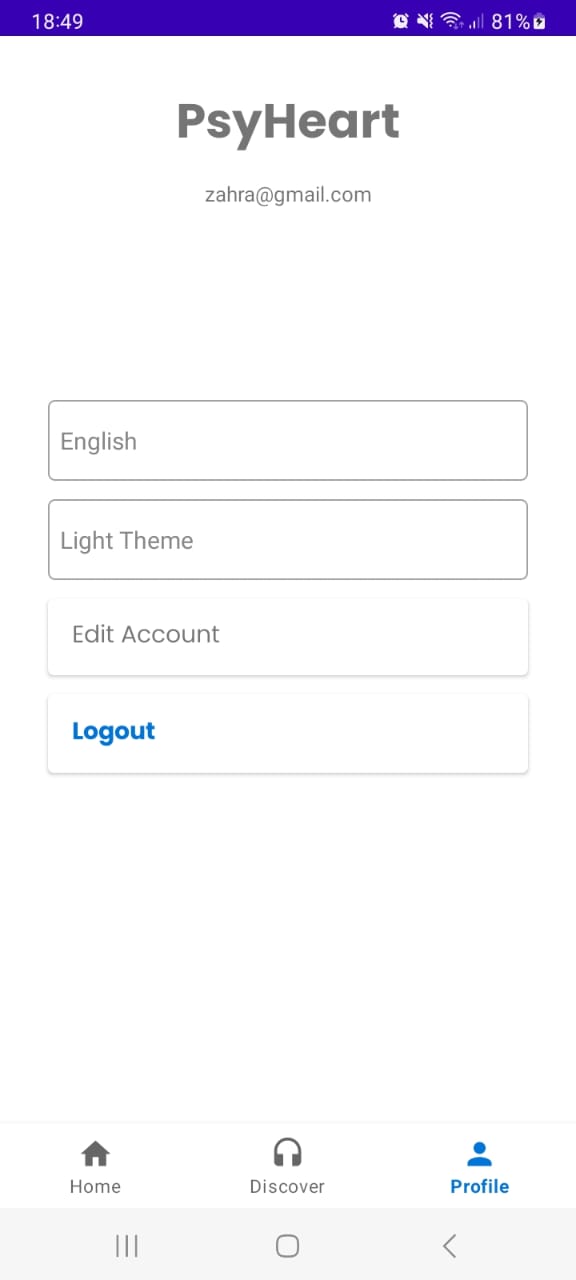 18:49
81%
PsyHeart
zahra@gmail.com
English
Light Theme
Edit Account
Logout
Home
Discover
Profile